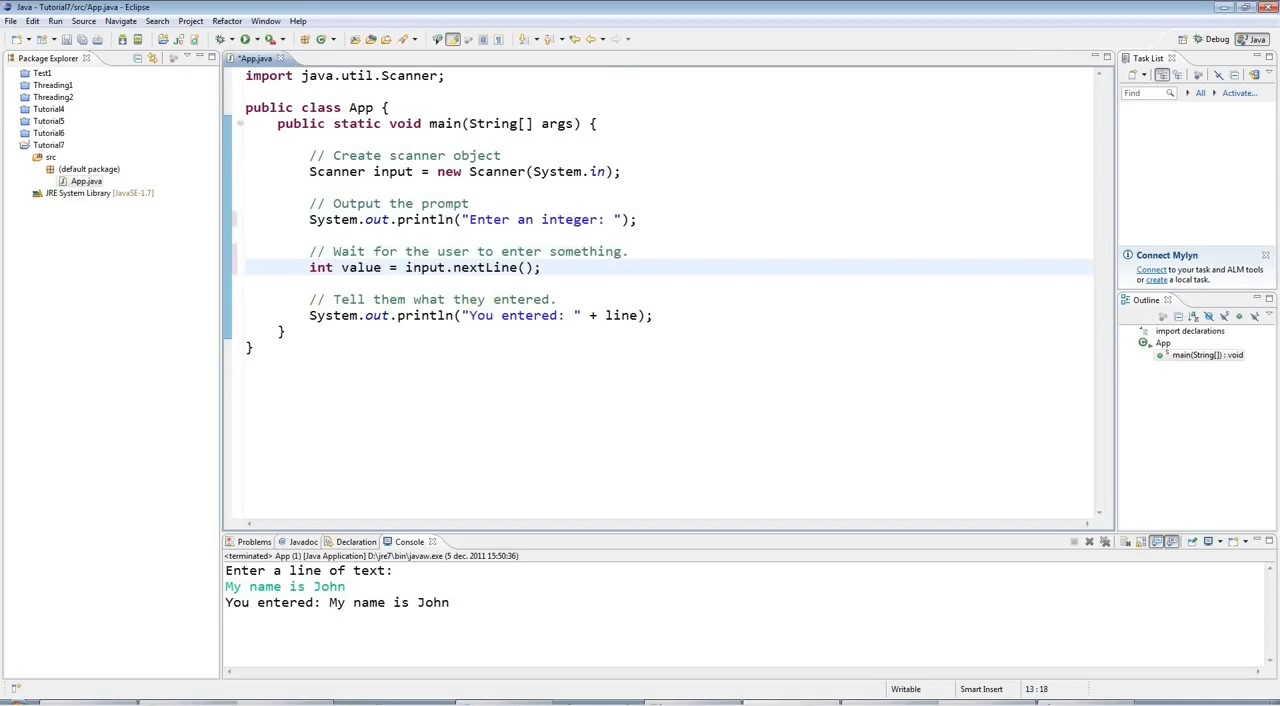 Java - Tutorial7/src/App.java - Eclipse
File Edit Run Source Navigate Search Project Refactor Window Help
Debug Java
Package Explorer
*App.java
Task List
Test1
Threading1
Threading2
Tutorial4
Tutorial5
Tutorial6
Tutorial7
src
(default package)
App.java
JRE System Library [JavaSE-1.7]
import java.util.Scanner;
public class App {
public static void main(String[] args) {
// Create scanner object
Scanner input = new Scanner(System.in);
// Output the prompt
System.out.println("Enter an integer: ");
// Wait for the user to enter something.
int value = input.nextLine();
// Tell them what they entered.
System.out.println("You entered: " + line);
}
}
Find All Activate...
Connect Mylyn
Connect to your task and ALM tools
or create a local task.
Outline
import declarations
App
main(String[]) : void
Problems Javadoc Declaration Console
<terminated> App (1) [Java Application] D:\jre7\bin\javaw.exe (5 dec. 2011 15:50:36)
Enter a line of text:
My name is John
You entered: My name is John
Writable Smart Insert 13 : 18